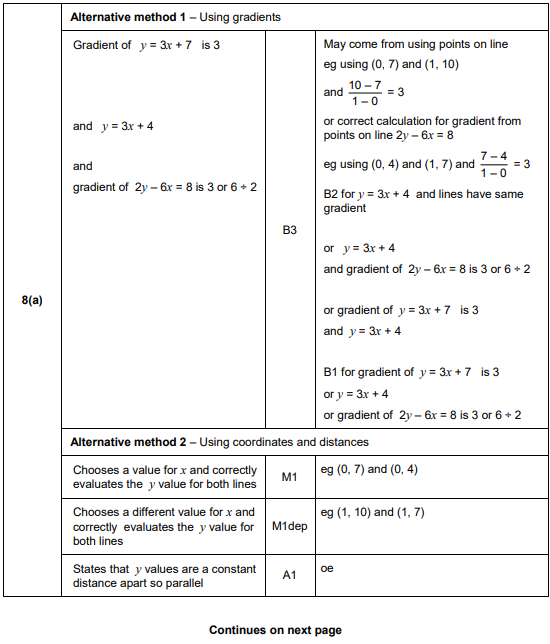 Alternative method 1 – Using gradients
8(a)
Gradient of y = 3x + 7 is 3
and y = 3x + 4
and
gradient of 2y – 6x = 8 is 3 or 6 ÷ 2
B3
May come from using points on line
eg using (0, 7) and (1, 10)
and (10 – 7)/(1 – 0) = 3
or correct calculation for gradient from
points on line 2y – 6x = 8
eg using (0, 4) and (1, 7) and (7 – 4)/(1 – 0) = 3
B2 for y = 3x + 4 and lines have same
gradient
or y = 3x + 4
and gradient of 2y – 6x = 8 is 3 or 6 ÷ 2
or gradient of y = 3x + 7 is 3
and y = 3x + 4
B1 for gradient of y = 3x + 7 is 3
or y = 3x + 4
or gradient of 2y – 6x = 8 is 3 or 6 ÷ 2
Alternative method 2 – Using coordinates and distances
Chooses a value for x and correctly
evaluates the y value for both lines
M1
eg (0, 7) and (0, 4)
Chooses a different value for x and
correctly evaluates the y value for
both lines
M1dep
eg (1, 10) and (1, 7)
States that y values are a constant
distance apart so parallel
A1
oe
Continues on next page